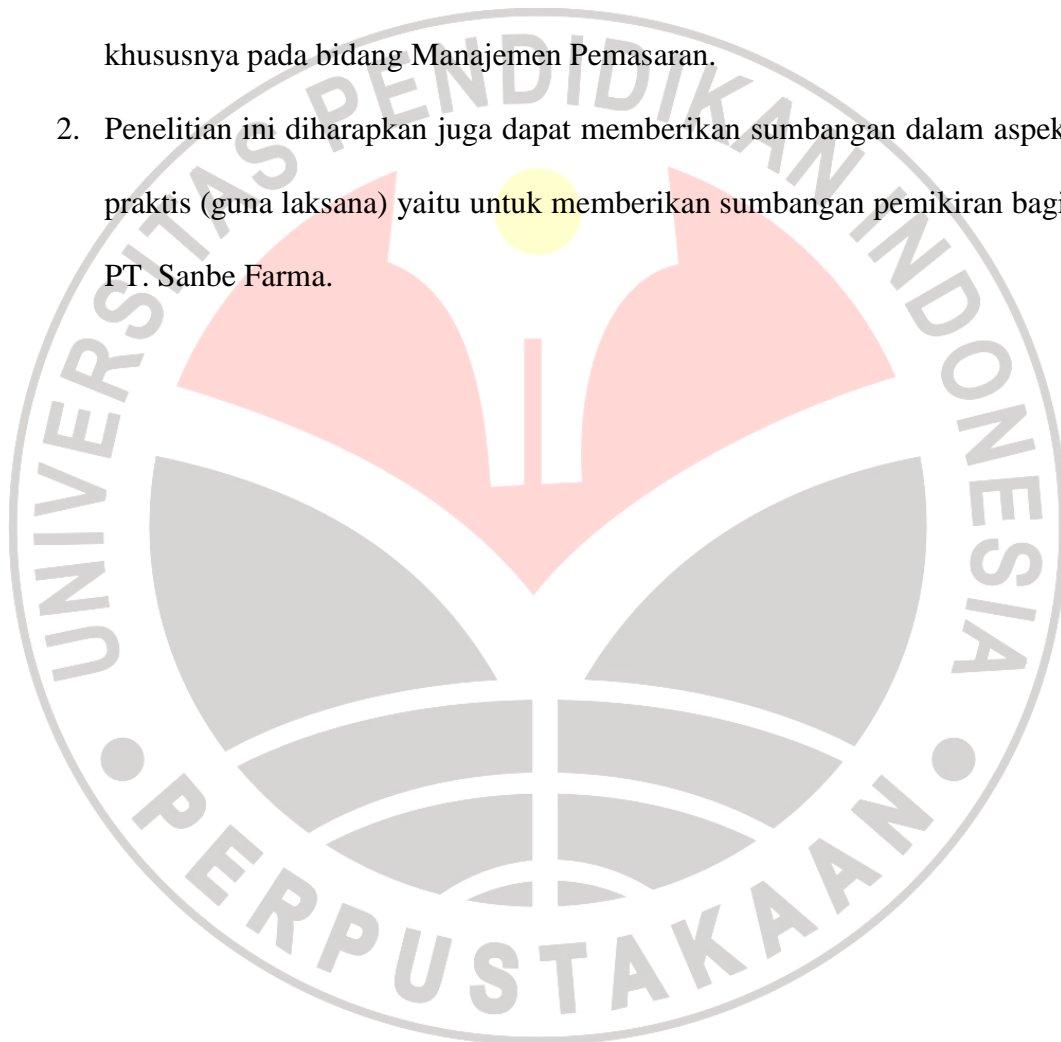 khususnya pada bidang Manajemen Pemasaran.
2. Penelitian ini diharapkan juga dapat memberikan sumbangan dalam aspek
praktis (guna laksana) yaitu untuk memberikan sumbangan pemikiran bagi
PT. Sanbe Farma.
UNIVERSITAS PENDIDIKAN INDONESIA
PERPUSTAKAAN